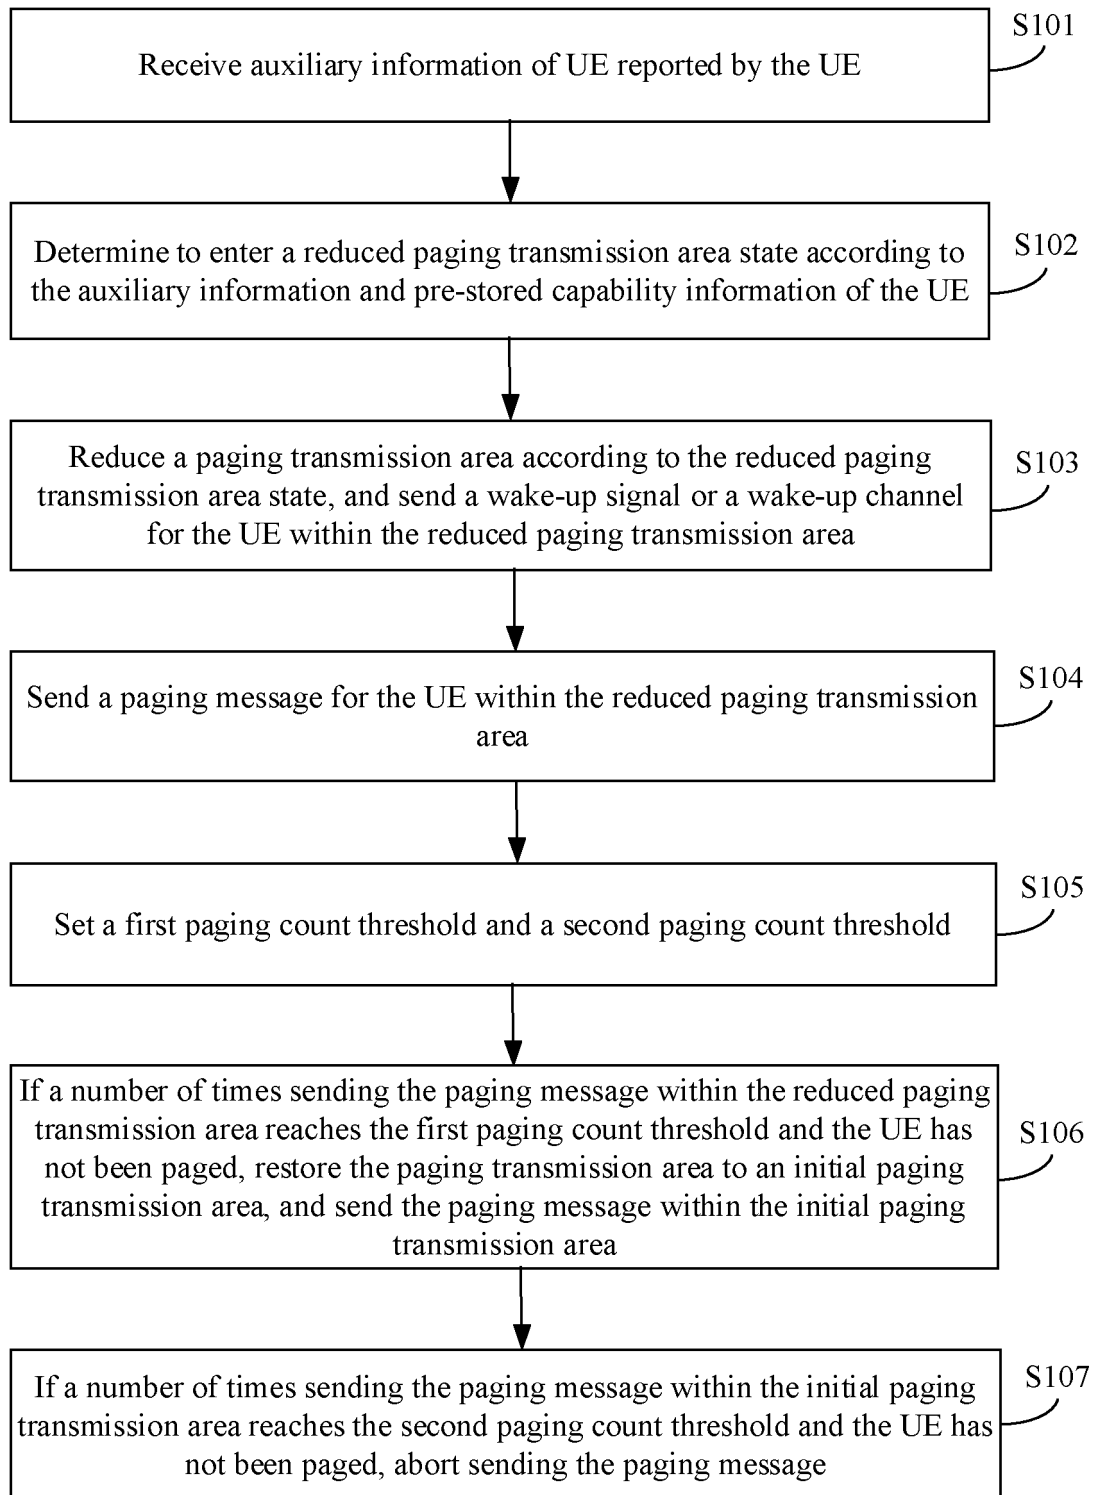 S101
Receive auxiliary information of UE reported by the UE
S102
Determine to enter a reduced paging transmission area state according to
the auxiliary information and pre-stored capability information of the UE
S103
Reduce a paging transmission area according to the reduced paging
transmission area state, and send a wake-up signal or a wake-up channel
for the UE within the reduced paging transmission area
S104
Send a paging message for the UE within the reduced paging transmission
area
S105
Set a first paging count threshold and a second paging count threshold
S106
If a number of times sending the paging message within the reduced paging
transmission area reaches the first paging count threshold and the UE has
not been paged, restore the paging transmission area to an initial paging
transmission area, and send the paging message within the initial paging
transmission area
S107
If a number of times sending the paging message within the initial paging
transmission area reaches the second paging count threshold and the UE has
not been paged, abort sending the paging message